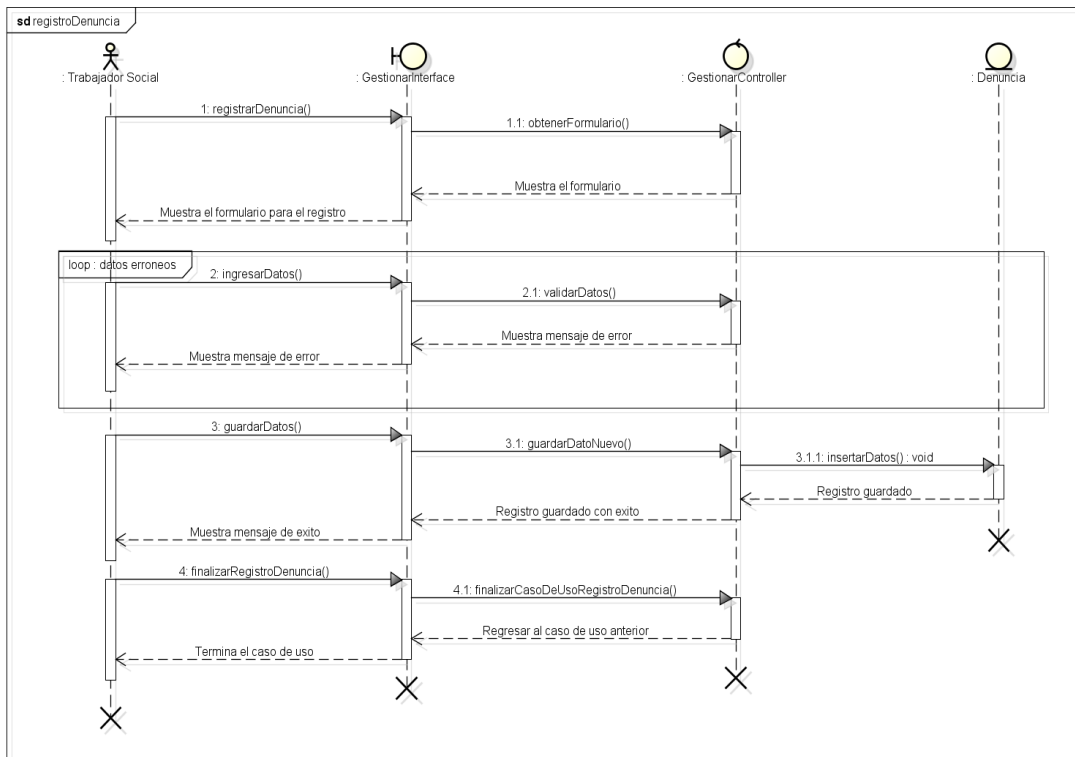 sd registroDenuncia
: Trabajador Social
: GestionarInterface
: GestionarController
: Denuncia
1: registrarDenuncia()
1.1: obtenerFormulario()
Muestra el formulario
Muestra el formulario para el registro
loop : datos erroneos
2: ingresarDatos()
2.1: validarDatos()
Muestra mensaje de error
Muestra mensaje de error
3: guardarDatos()
3.1: guardarDatoNuevo()
3.1.1: insertarDatos() : void
Registro guardado
Registro guardado con exito
Muestra mensaje de exito
4: finalizarRegistroDenuncia()
4.1: finalizarCasoDeUsoRegistroDenuncia()
Regresar al caso de uso anterior
Termina el caso de uso